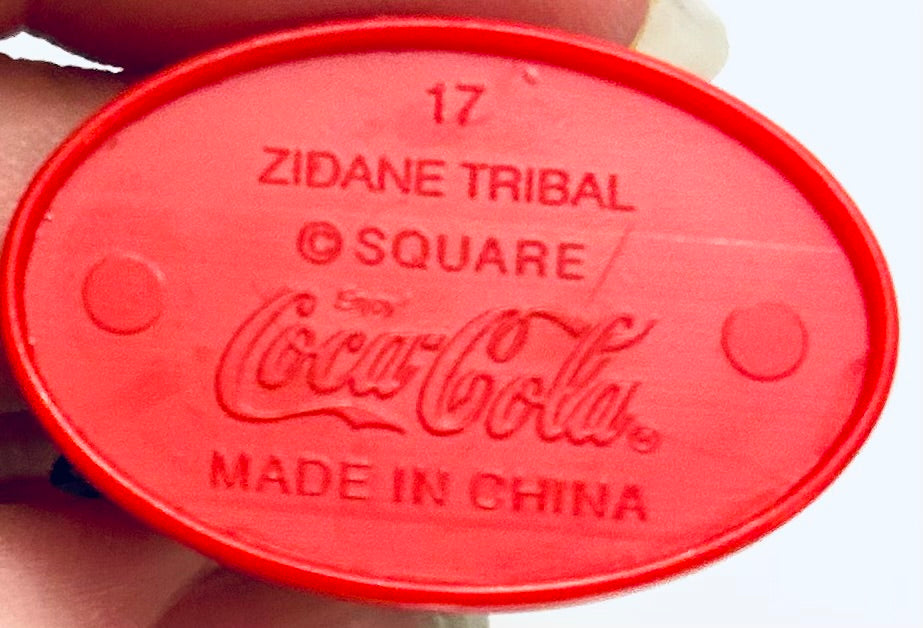 17
ZIDANE TRIBAL
© SQUARE
Enjoy
Coca-Cola®
MADE IN CHINA